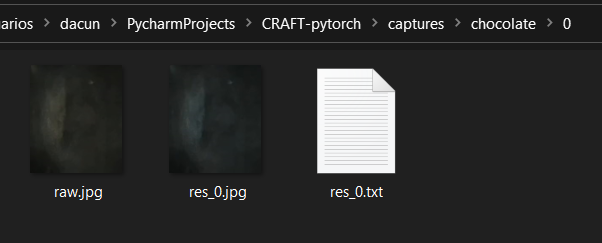 arios > dacun > PycharmProjects > CRAFT-pytorch > captures > chocolate > 0
raw.jpg res_0.jpg res_0.txt